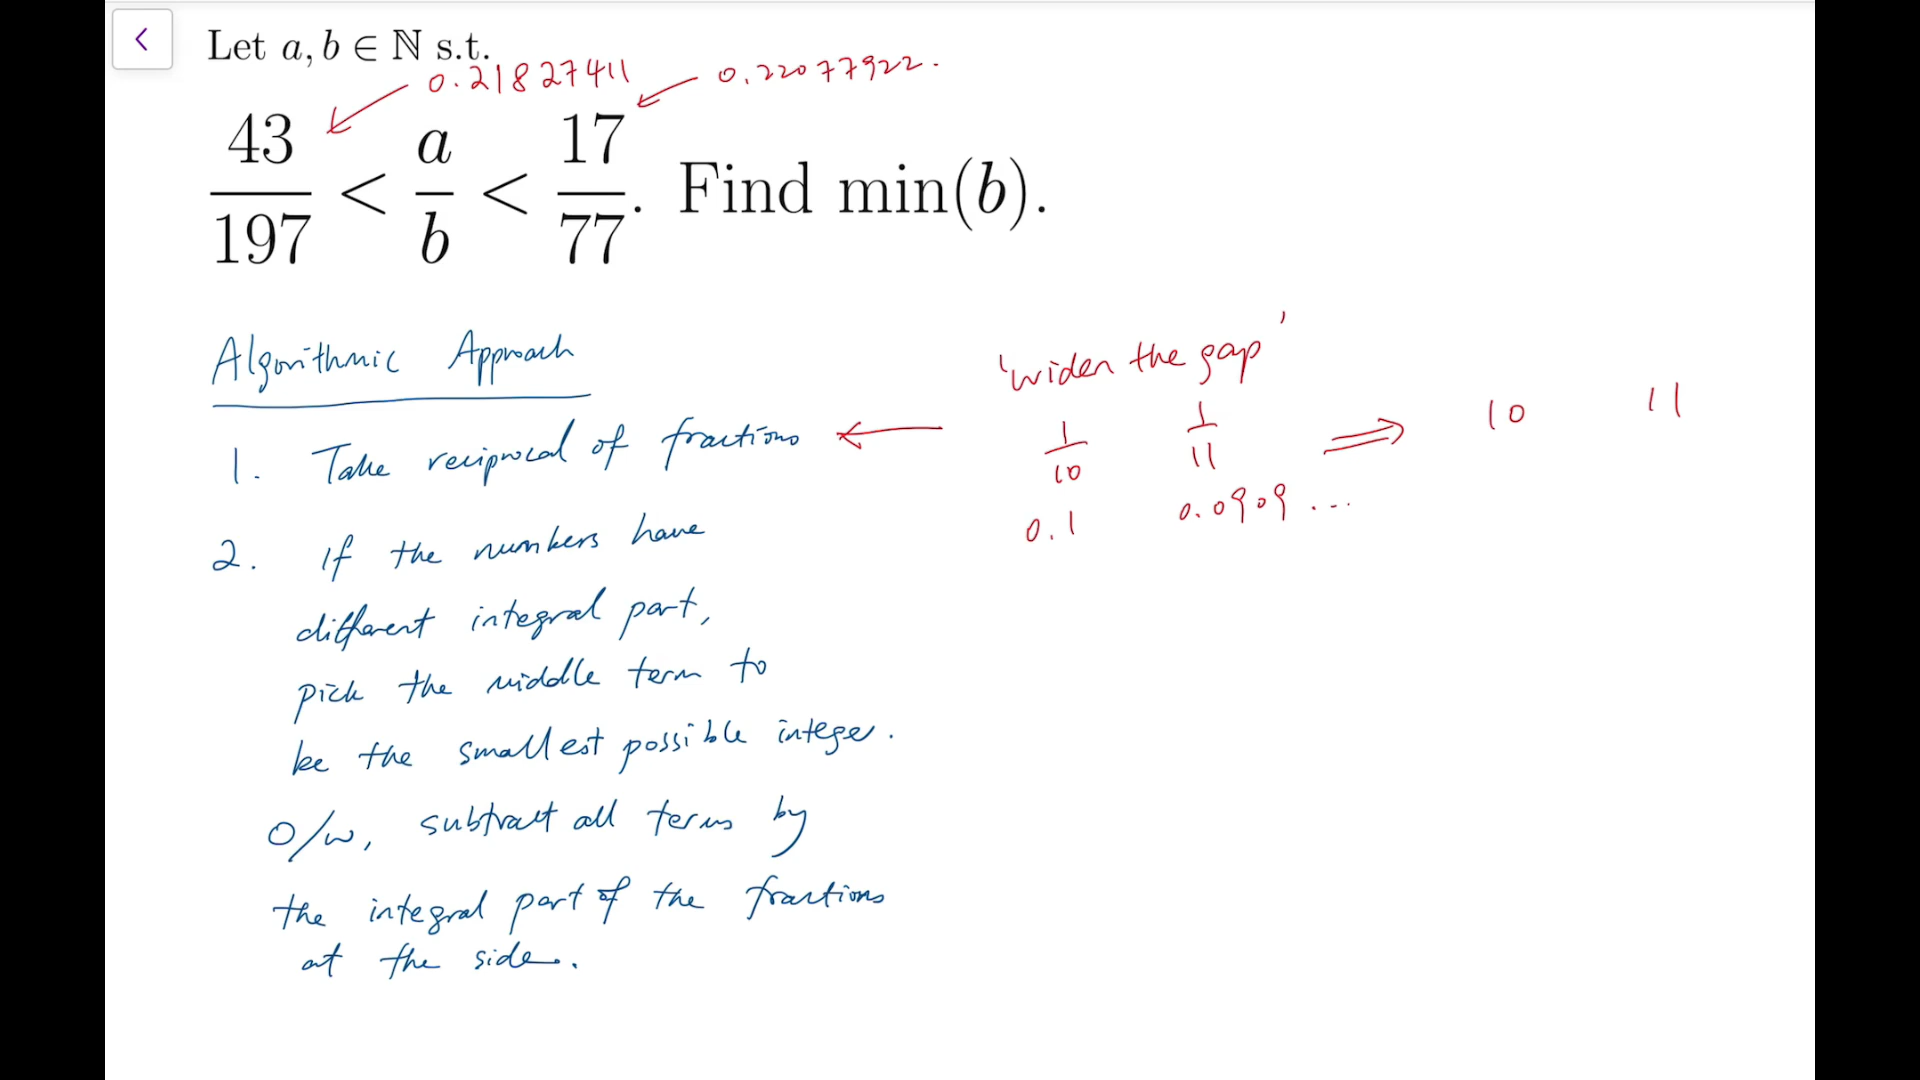 Let a, b ∈ ℕ s.t.
0.21827411 0.22077922.
43/197 < a/b < 17/77. Find min(b).
Algorithmic Approach
'widen the gap'
1/10 1/11 ⇒ 10 11
1. Take reciprocal of fractions ←
0.1 0.0909...
2. If the numbers have
different integral part,
pick the middle term to
be the smallest possible integer.
O/w, subtract all terms by
the integral part of the fractions
at the side.